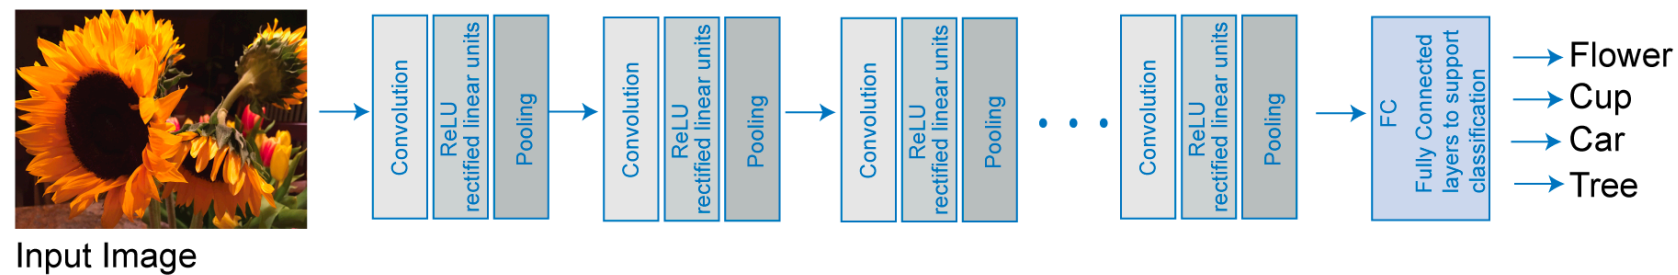 Input Image
Convolution
ReLU
rectified linear units
Pooling
Convolution
ReLU
rectified linear units
Pooling
Convolution
ReLU
rectified linear units
Pooling
Convolution
ReLU
rectified linear units
Pooling
FC
Fully Connected
layers to support
classification
Flower
Cup
Car
Tree